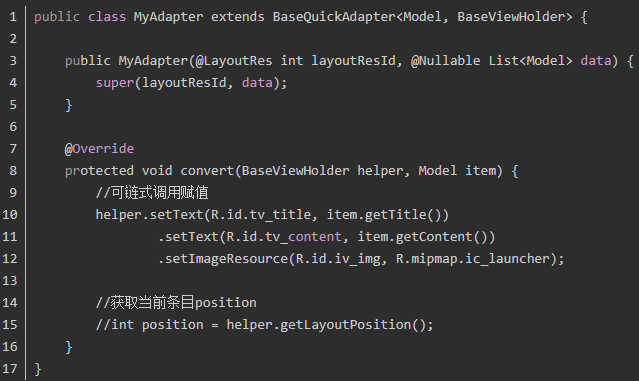 1 public class MyAdapter extends BaseQuickAdapter<Model, BaseViewHolder> {
2
3     public MyAdapter(@LayoutRes int layoutResId, @Nullable List<Model> data) {
4         super(layoutResId, data);
5     }
6
7     @Override
8     protected void convert(BaseViewHolder helper, Model item) {
9         //可链式调用赋值
10         helper.setText(R.id.tv_title, item.getTitle())
11                 .setText(R.id.tv_content, item.getContent())
12                 .setImageResource(R.id.iv_img, R.mipmap.ic_launcher);
13
14         //获取当前条目position
15         //int position = helper.getLayoutPosition();
16     }
17 }